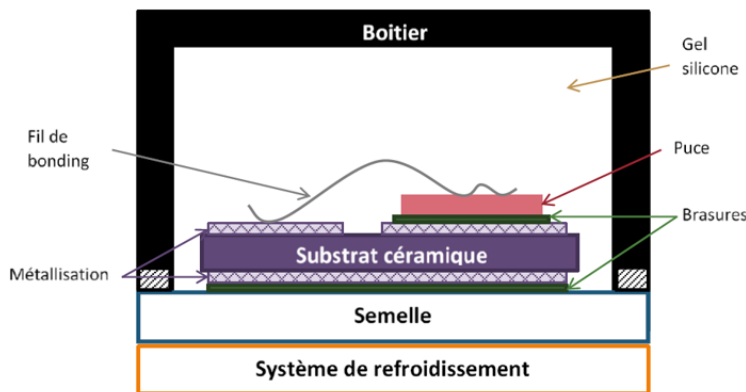 Boitier
Gel
silicone
Fil de
bonding
Puce
Brasures
Substrat céramique
Métallisation
Semelle
Système de refroidissement